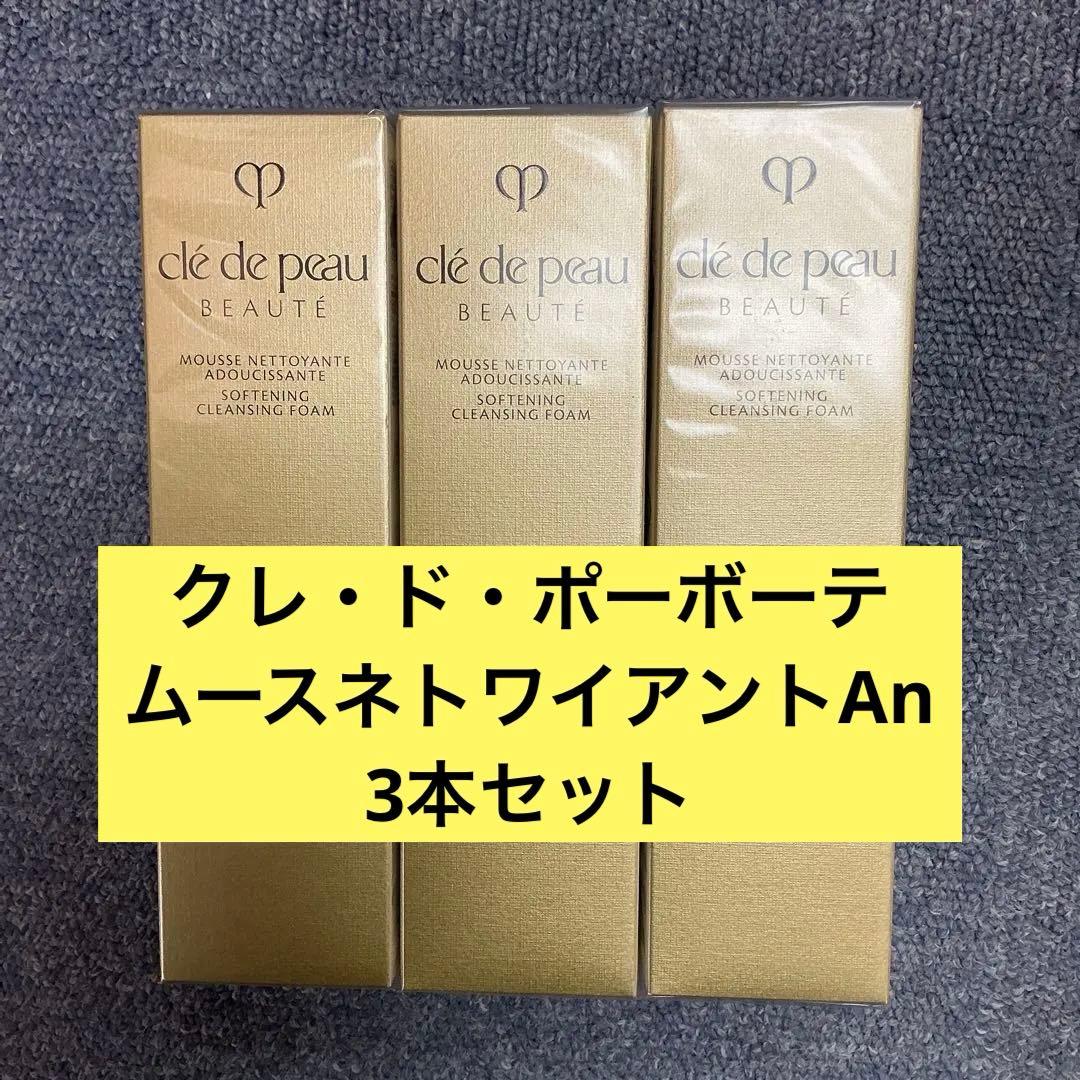 clé de peau
BEAUTÉ
MOUSSE NETTOYANTE
ADOUCISSANTE
SOFTENING
CLEANSING FOAM
clé de peau
BEAUTÉ
MOUSSE NETTOYANTE
ADOUCISSANTE
SOFTENING
CLEANSING FOAM
clé de peau
BEAUTÉ
MOUSSE NETTOYANTE
ADOUCISSANTE
SOFTENING
CLEANSING FOAM
クレ・ド・ポーボーテ
ムースネトワイアントAn
3本セット